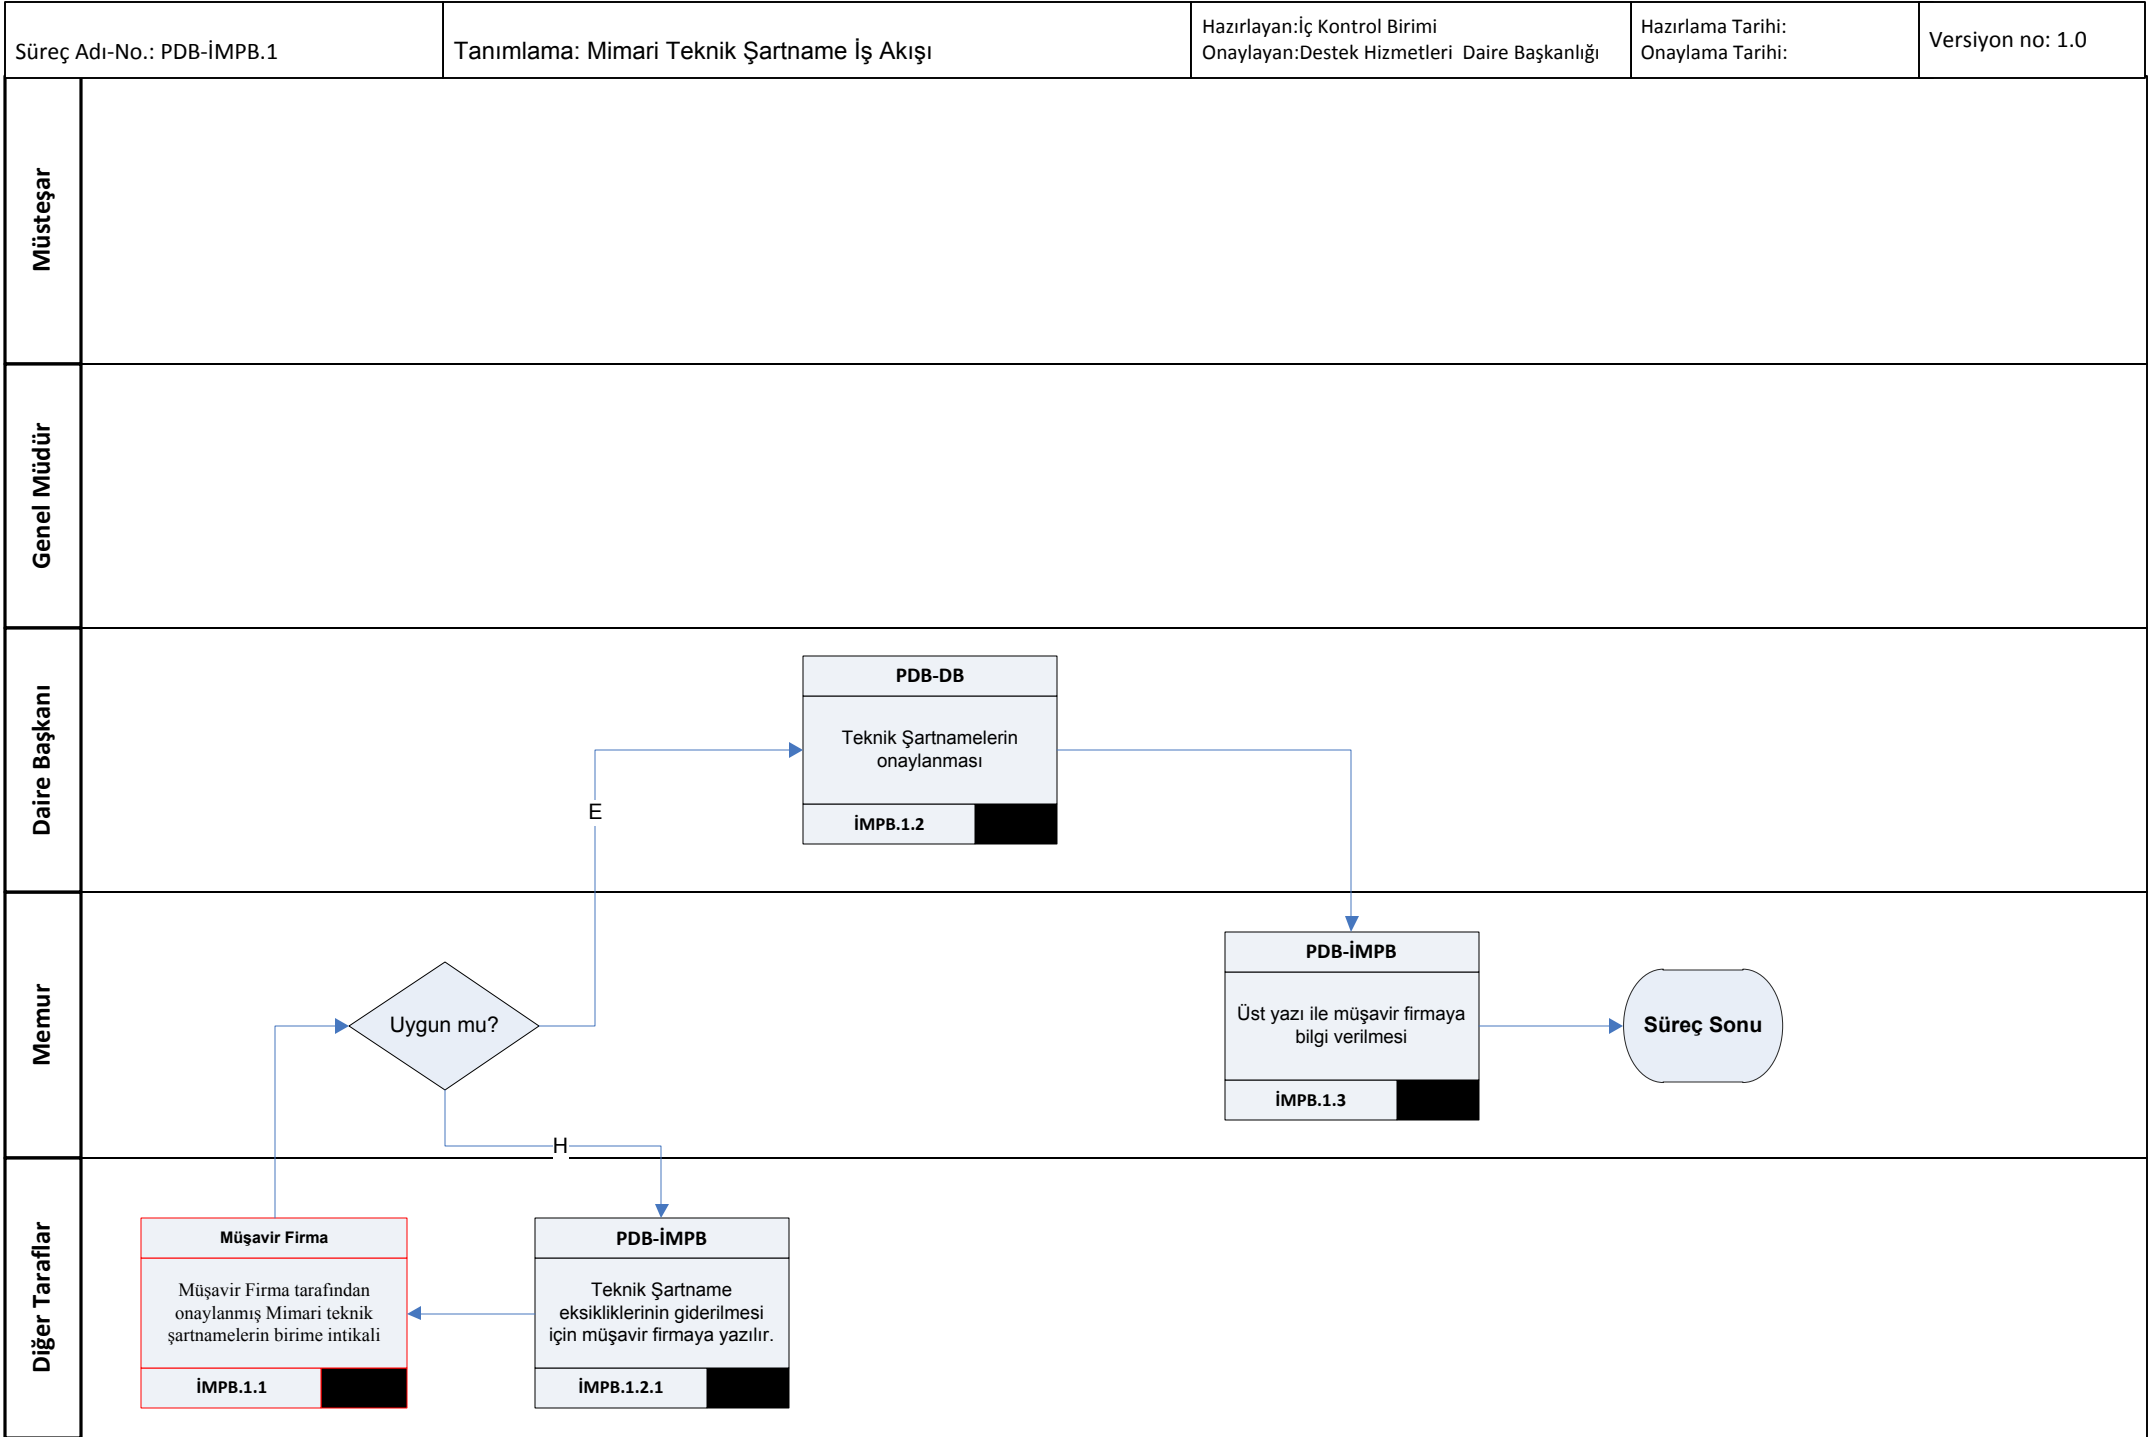 Süreç Adı-No.: PDB-İMPB.1
Tanımlama: Mimari Teknik Şartname İş Akışı
Hazırlayan:İç Kontrol Birimi
Onaylayan:Destek Hizmetleri Daire Başkanlığı
Hazırlama Tarihi:
Onaylama Tarihi:
Versiyon no: 1.0
Müsteşar
Genel Müdür
Daire Başkanı
PDB-DB
Teknik Şartnamelerin
onaylanması
İMPB.1.2
E
Memur
Uygun mu?
PDB-İMPB
Üst yazı ile müşavir firmaya
bilgi verilmesi
İMPB.1.3
Süreç Sonu
H
Diğer Taraflar
Müşavir Firma
Müşavir Firma tarafından
onaylanmış Mimari teknik
şartnamelerin birime intikali
İMPB.1.1
PDB-İMPB
Teknik Şartname
eksikliklerinin giderilmesi
için müşavir firmaya yazılır.
İMPB.1.2.1